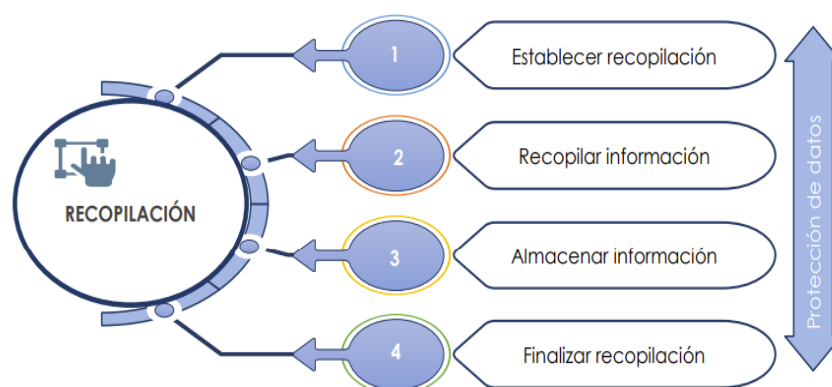 RECOPILACIÓN
1
Establecer recopilación
2
Recopilar información
3
Almacenar información
4
Finalizar recopilación
Protección de datos